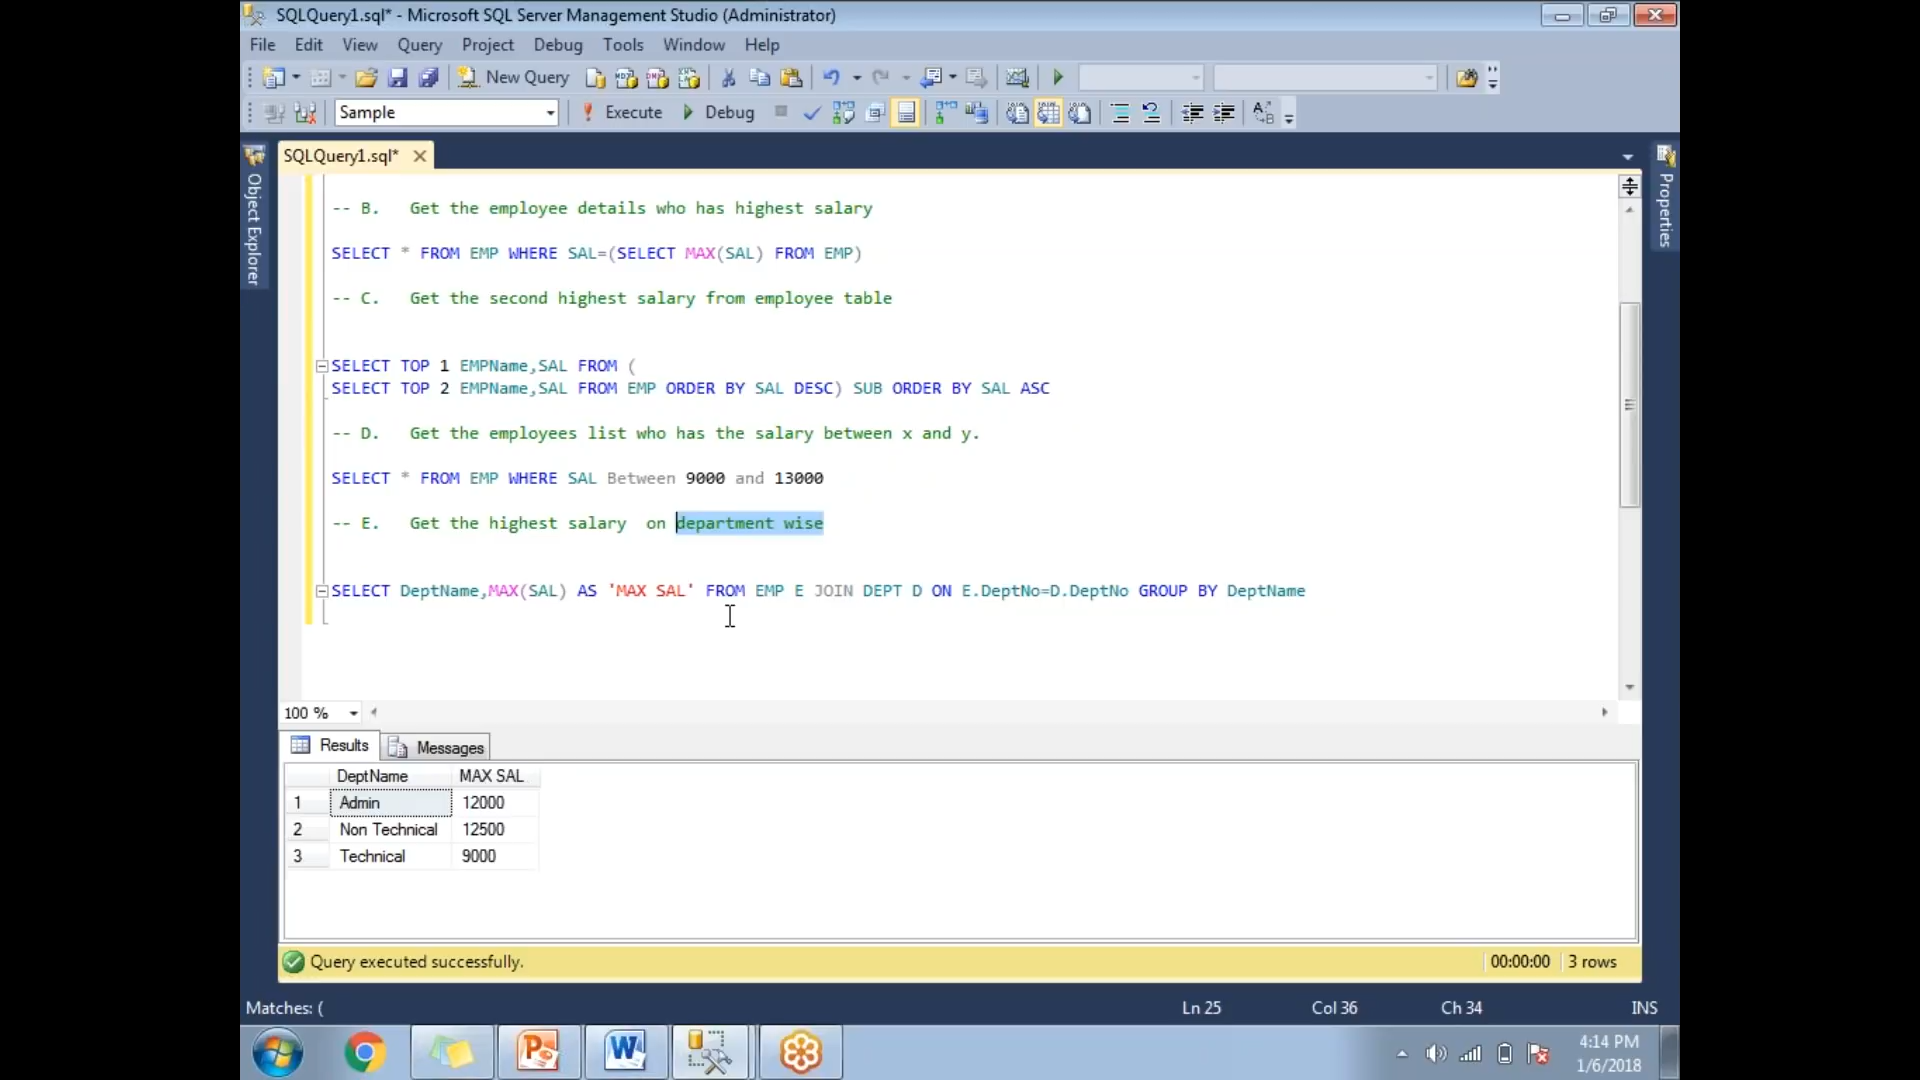 SQLQuery1.sql* - Microsoft SQL Server Management Studio (Administrator)
File Edit View Query Project Debug Tools Window Help
New Query
Sample Execute Debug
SQLQuery1.sql*
Object Explorer
Properties
-- B. Get the employee details who has highest salary
SELECT * FROM EMP WHERE SAL=(SELECT MAX(SAL) FROM EMP)
-- C. Get the second highest salary from employee table
SELECT TOP 1 EMPName,SAL FROM (
SELECT TOP 2 EMPName,SAL FROM EMP ORDER BY SAL DESC) SUB ORDER BY SAL ASC
-- D. Get the employees list who has the salary between x and y.
SELECT * FROM EMP WHERE SAL Between 9000 and 13000
-- E. Get the highest salary  on department wise
SELECT DeptName,MAX(SAL) AS 'MAX SAL' FROM EMP E JOIN DEPT D ON E.DeptNo=D.DeptNo GROUP BY DeptName
100 %
Results Messages
DeptName MAX SAL
1 Admin 12000
2 Non Technical 12500
3 Technical 9000
Query executed successfully. 00:00:00 3 rows
Matches: ( Ln 25 Col 36 Ch 34 INS
4:14 PM
1/6/2018